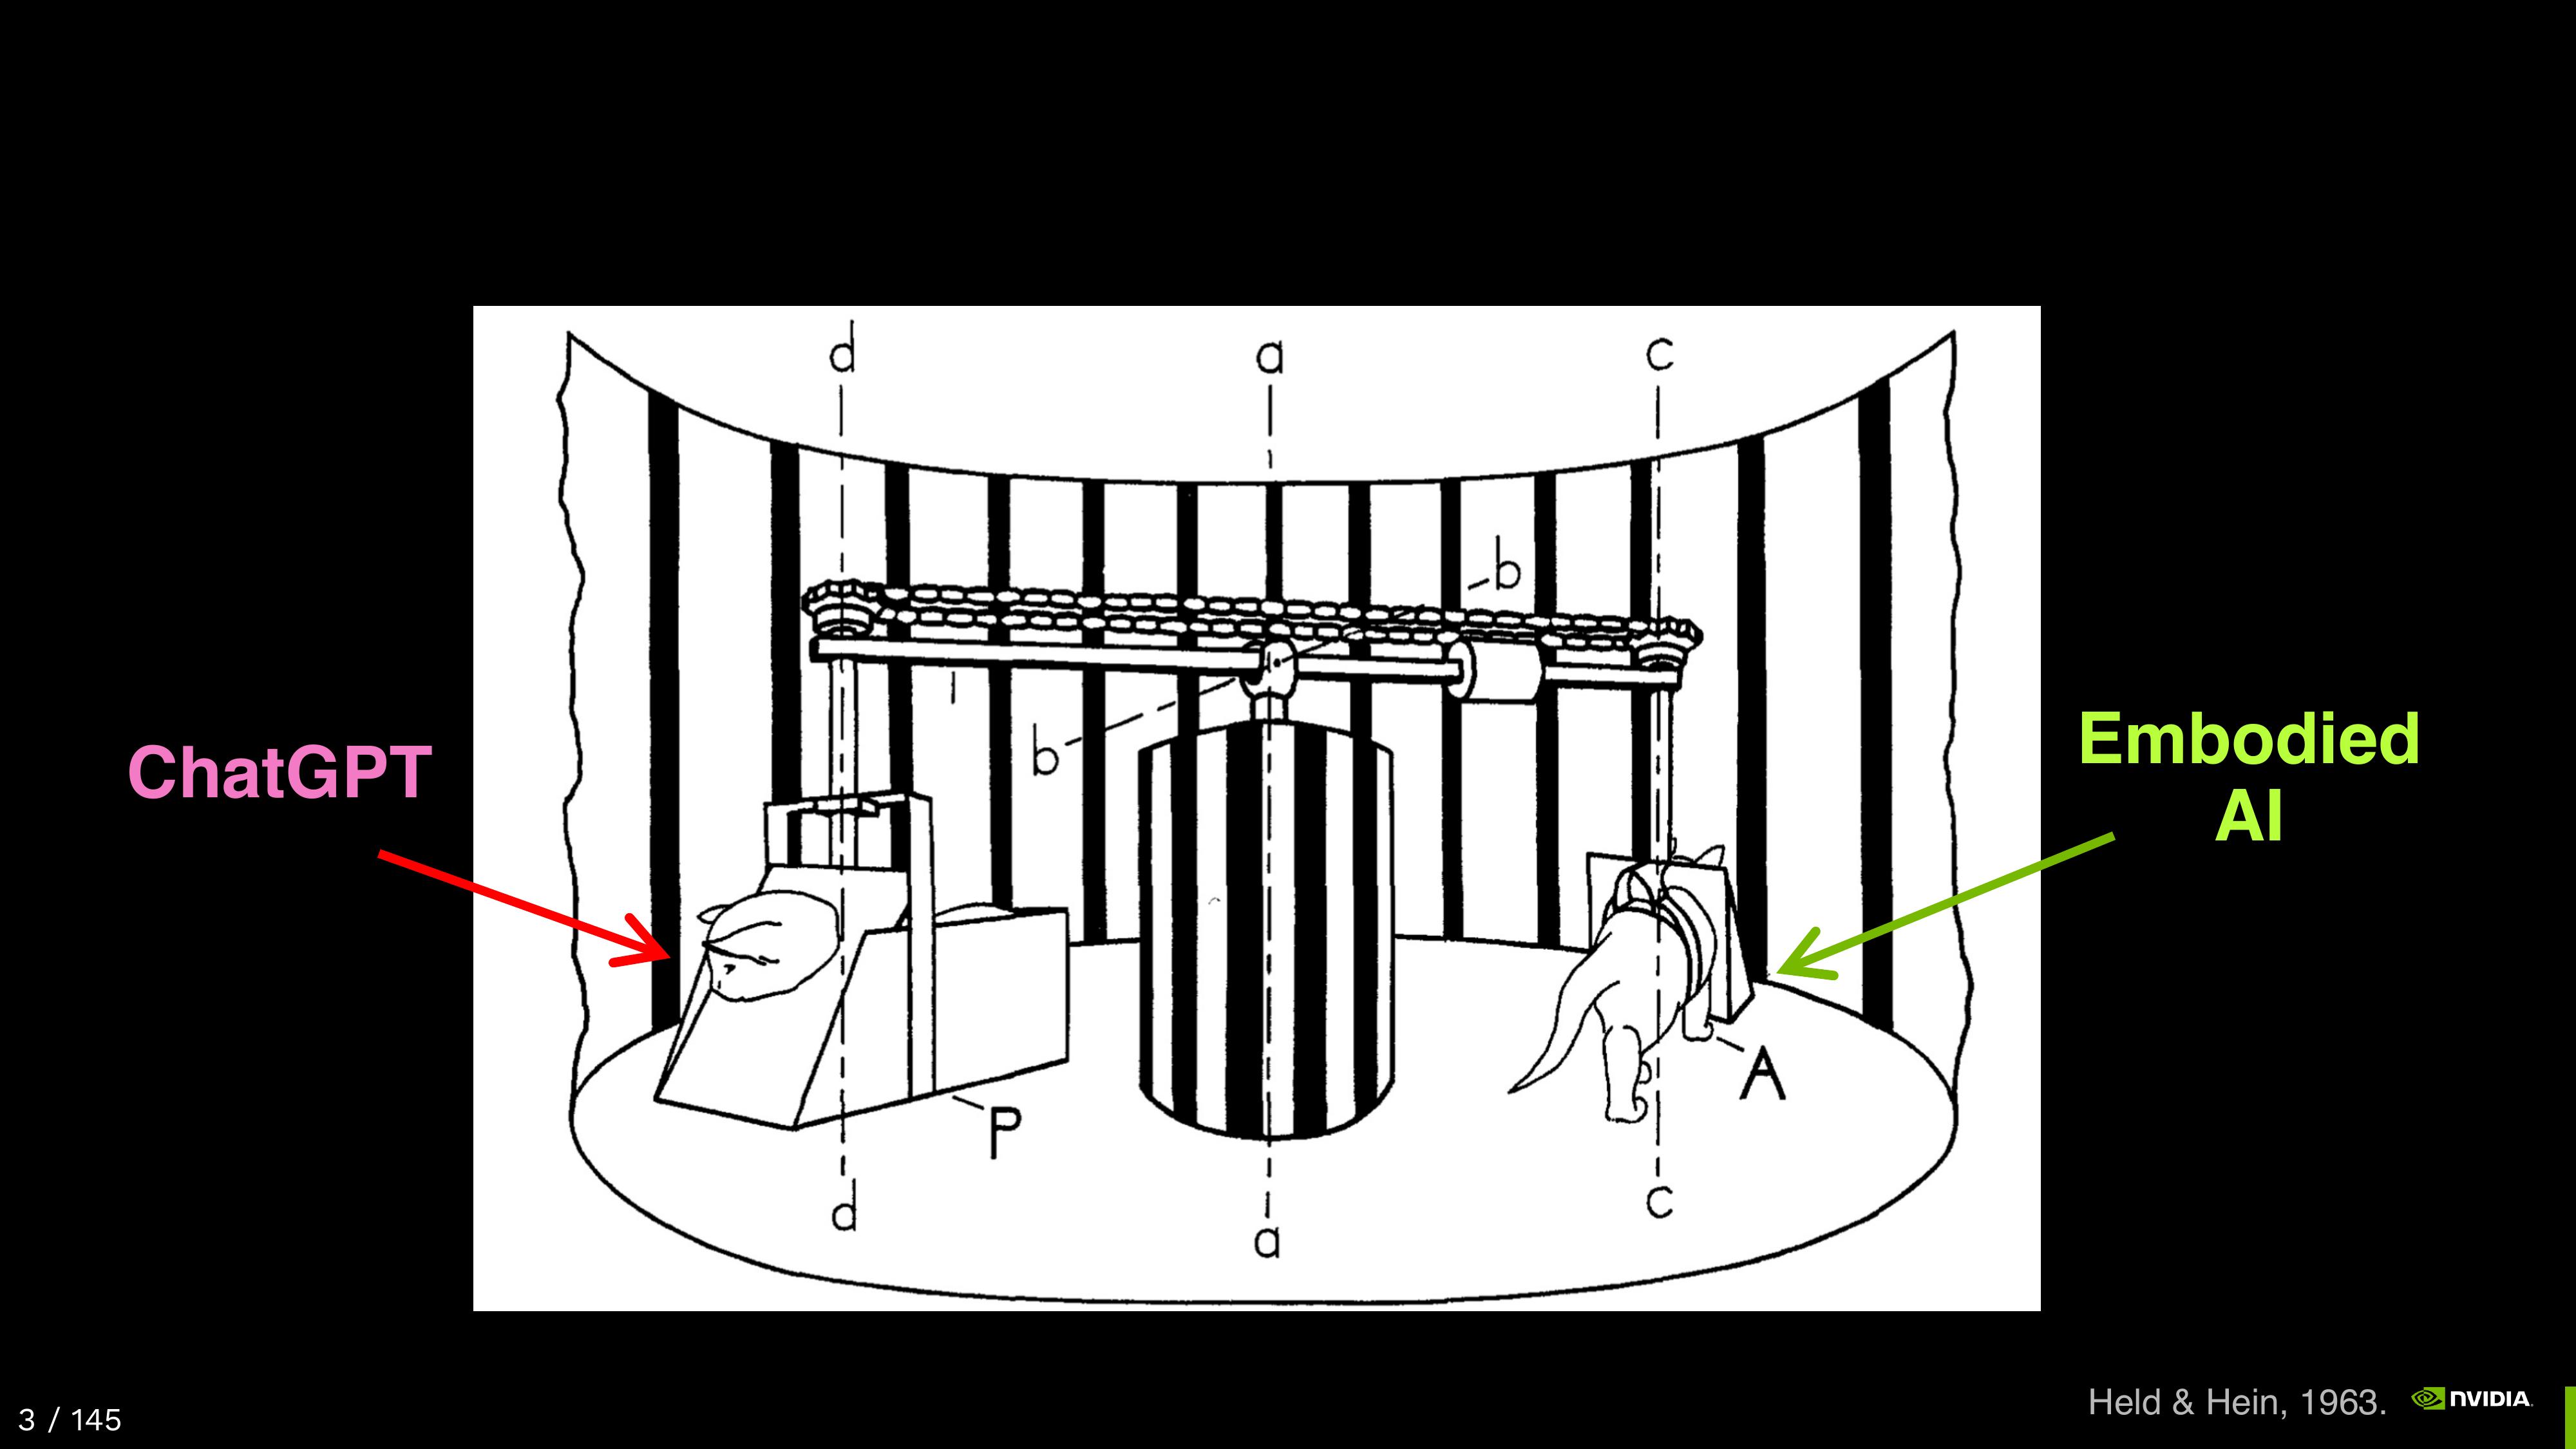 d
a
c
b
b
ChatGPT
Embodied
AI
A
P
d
c
a
3 / 145
Held & Hein, 1963.
NVIDIA